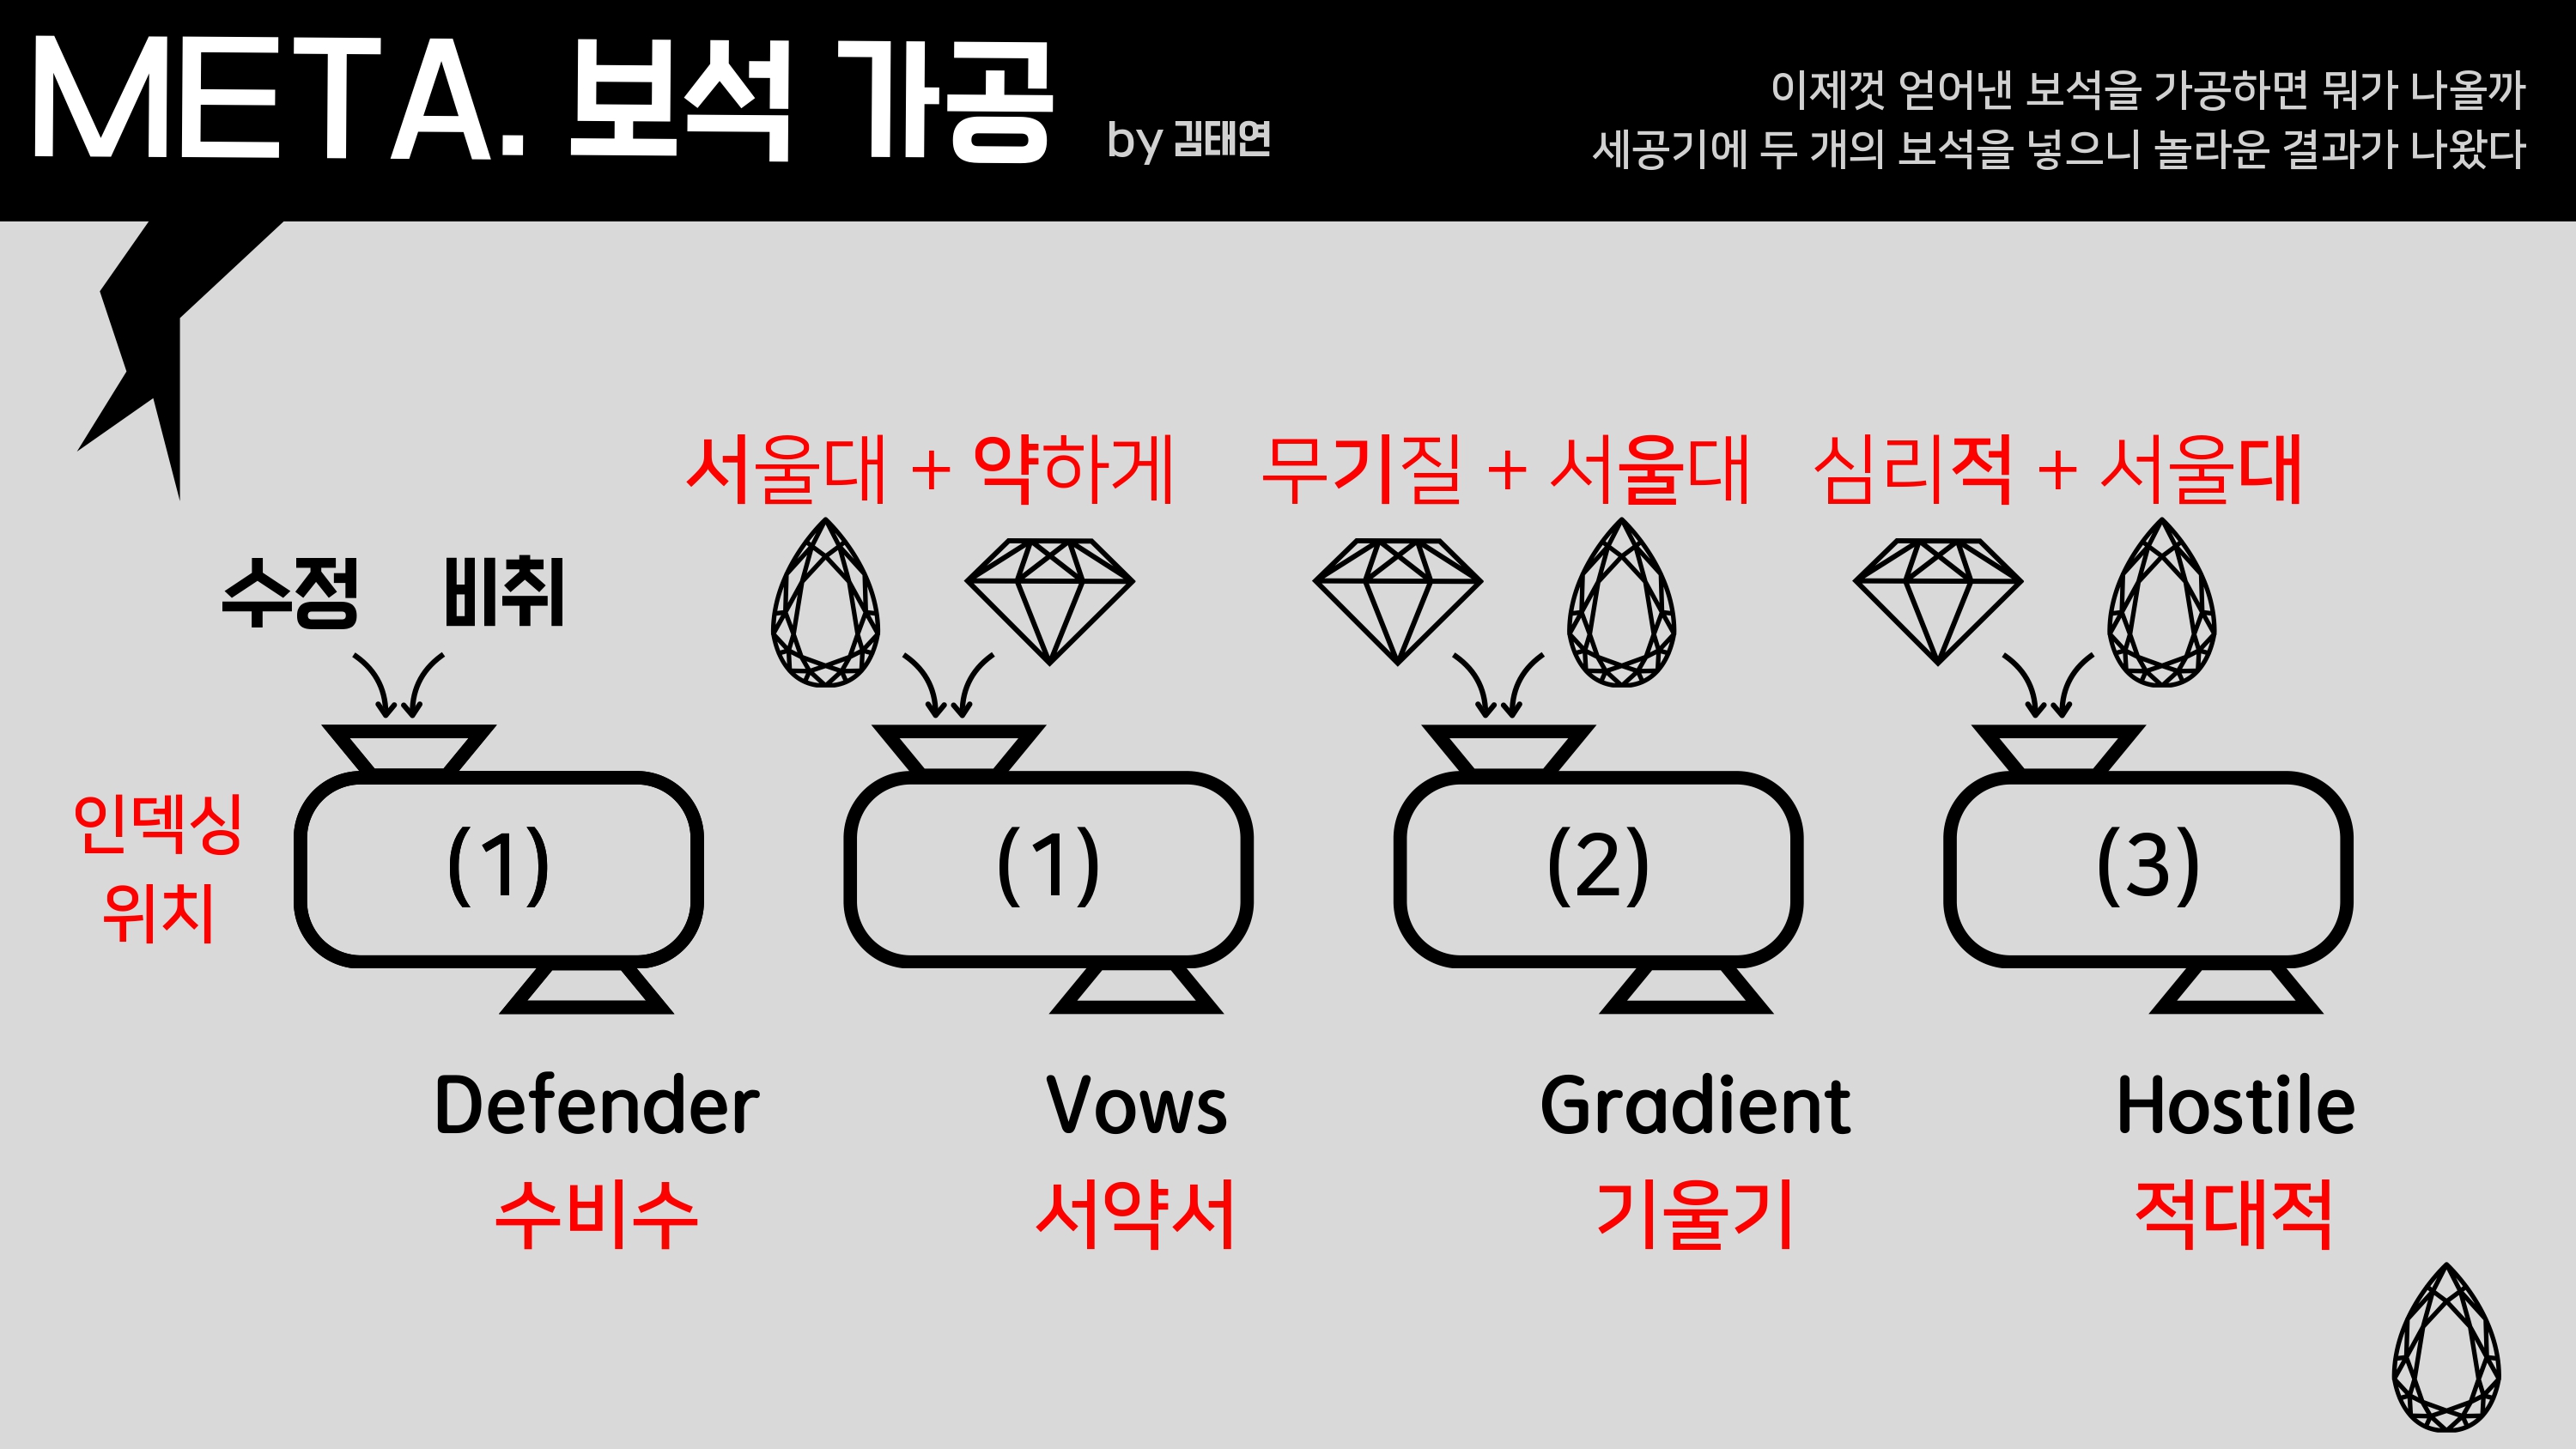 META. 보석 가공 by 김태연
이제껏 얻어낸 보석을 가공하면 뭐가 나올까
세공기에 두 개의 보석을 넣으니 놀라운 결과가 나왔다
서울대 + 약하게 무기질 + 서울대 심리적 + 서울대
수정 비취
인덱싱
위치
(1) (1) (2) (3)
Defender Vows Gradient Hostile
수비수 서약서 기울기 적대적